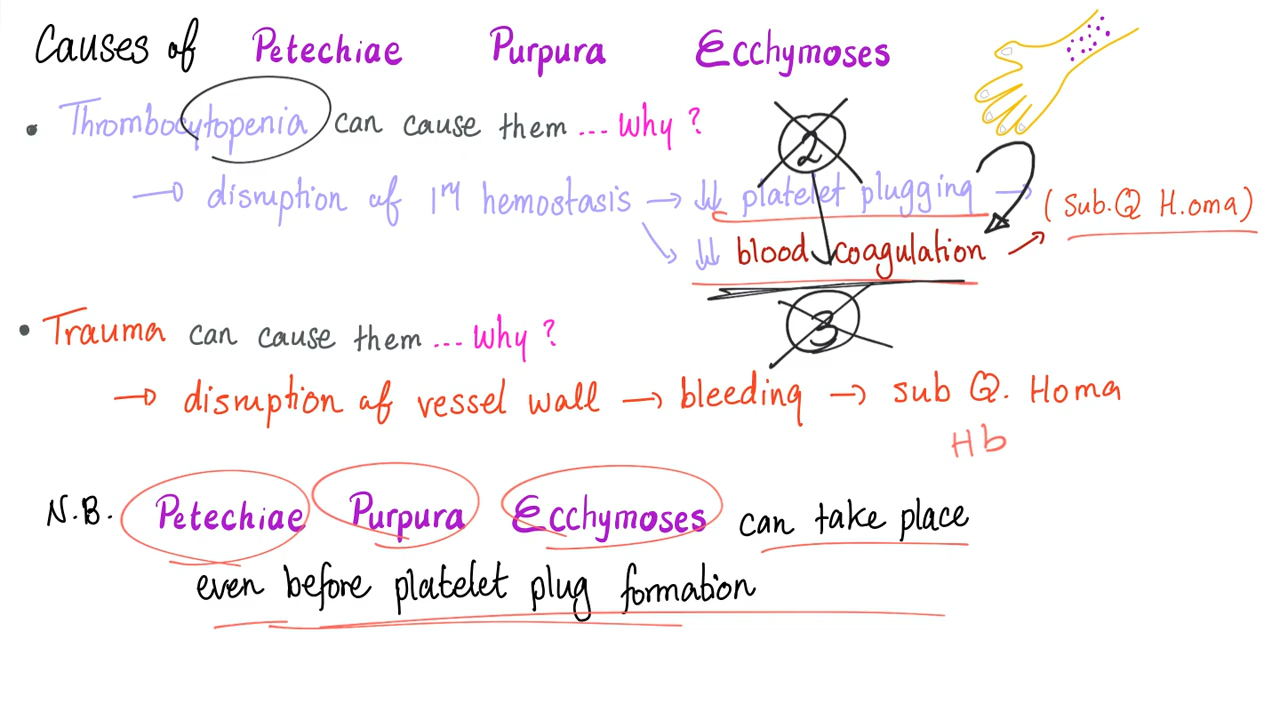 Causes of Petechiae Purpura Ecchymoses
• Thrombocytopenia can cause them ... Why ?
→ disruption of 1ry hemostasis → ↓↓ platelet plugging → (Sub.Q H.oma)
2
↓↓ blood coagulation →
3
• Trauma can cause them ... Why ?
→ disruption of vessel wall → bleeding → sub Q. Homa
Hb
N.B. Petechiae Purpura Ecchymoses can take place
even before platelet plug formation